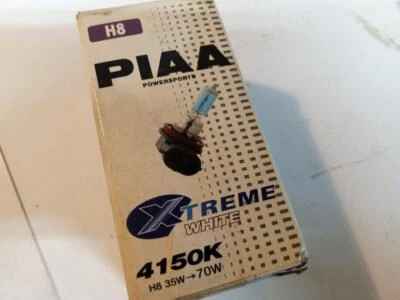 H8
PIAA
POWERSPORTS
XTREME
WHITE
4150K
H8 35W→70W